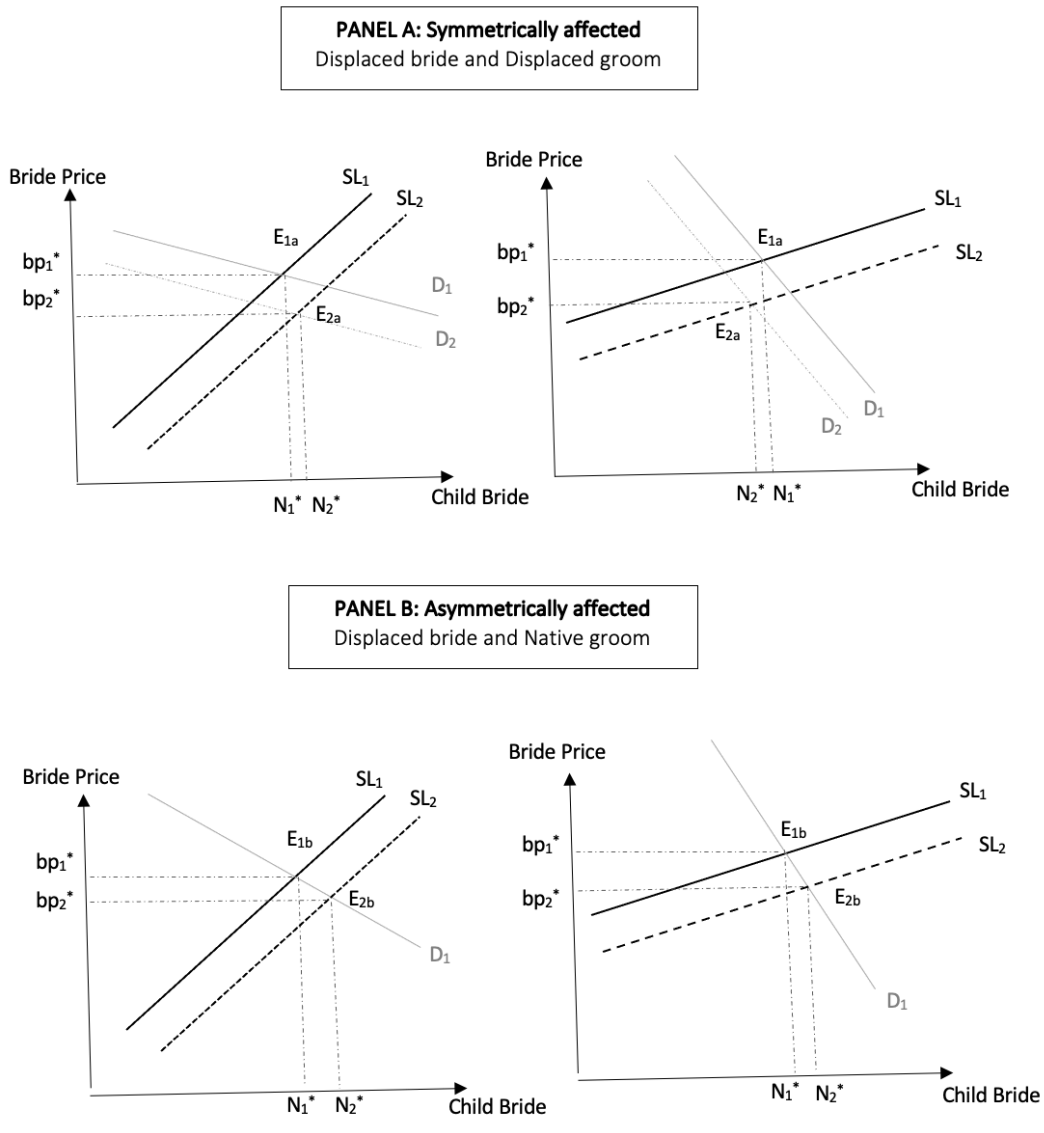 PANEL A: Symmetrically affected
Displaced bride and Displaced groom
Bride Price
SL₁
SL₂
E₁ₐ
bp₁*
bp₂*
D₁
E₂ₐ
D₂
N₁* N₂*
Child Bride
Bride Price
SL₁
E₁ₐ
bp₁*
SL₂
bp₂*
E₂ₐ
D₁
D₂
N₂* N₁*
Child Bride
PANEL B: Asymmetrically affected
Displaced bride and Native groom
Bride Price
SL₁
SL₂
E₁b
bp₁*
bp₂*
E₂b
D₁
N₁* N₂*
Child Bride
Bride Price
SL₁
E₁b
bp₁*
SL₂
bp₂*
E₂b
D₁
N₁* N₂*
Child Bride